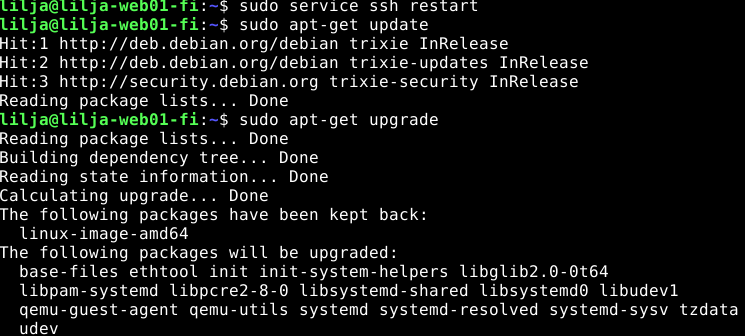 lilja@lilja-web01-fi:~$ sudo service ssh restart
lilja@lilja-web01-fi:~$ sudo apt-get update
Hit:1 http://deb.debian.org/debian trixie InRelease
Hit:2 http://deb.debian.org/debian trixie-updates InRelease
Hit:3 http://security.debian.org trixie-security InRelease
Reading package lists... Done
lilja@lilja-web01-fi:~$ sudo apt-get upgrade
Reading package lists... Done
Building dependency tree... Done
Reading state information... Done
Calculating upgrade... Done
The following packages have been kept back:
  linux-image-amd64
The following packages will be upgraded:
  base-files ethtool init init-system-helpers libglib2.0-0t64
  libpam-systemd libpcre2-8-0 libsystemd-shared libsystemd0 libudev1
  qemu-guest-agent qemu-utils systemd systemd-resolved systemd-sysv tzdata
  udev